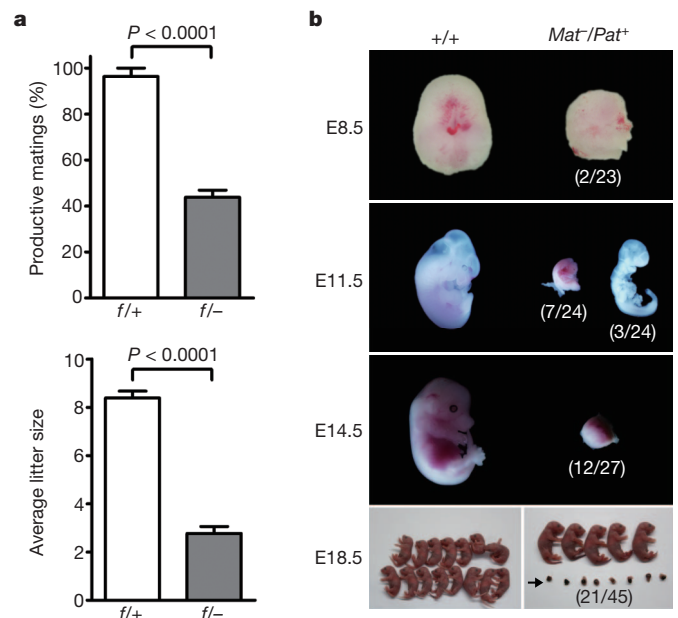 a
P < 0.0001
Productive matings (%)
100
80
60
40
20
0
f/+
f/−
P < 0.0001
Average litter size
10
8
6
4
2
0
f/+
f/−
b
+/+
Mat⁻/Pat⁺
E8.5
(2/23)
E11.5
(7/24)
(3/24)
E14.5
(12/27)
E18.5
(21/45)